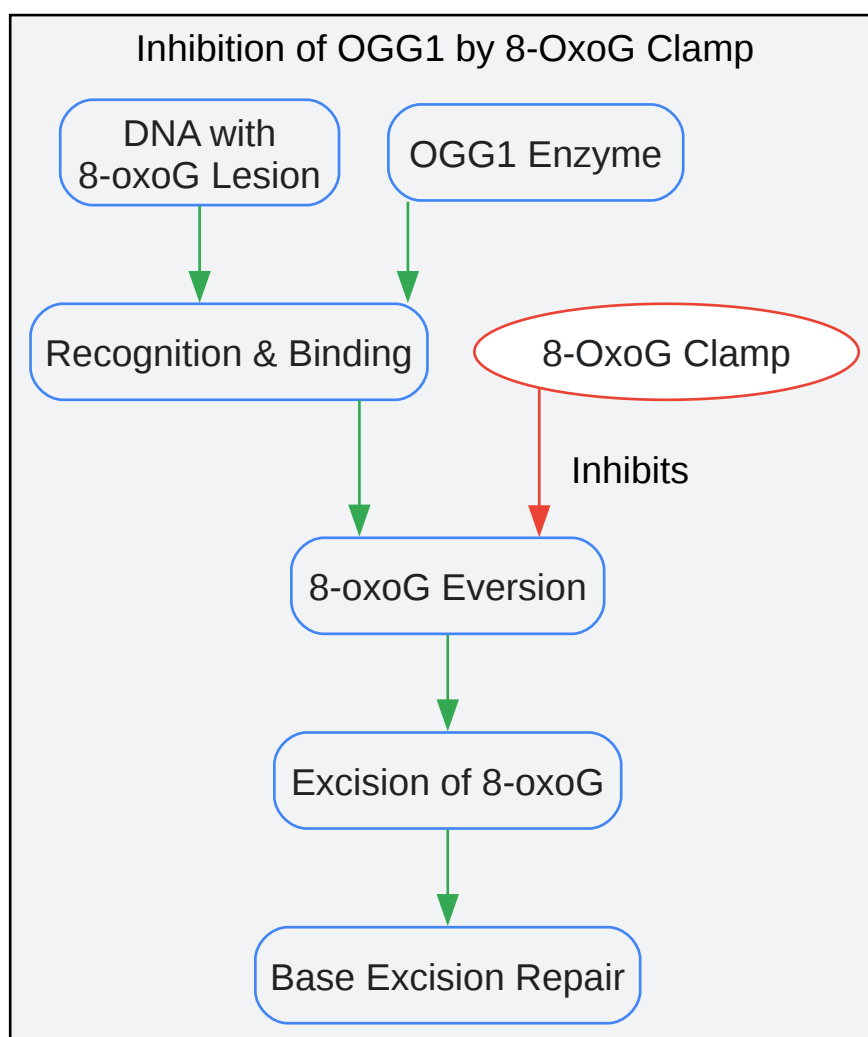 Inhibition of OGG1 by 8-OxoG Clamp
DNA with
8-oxoG Lesion
OGG1 Enzyme
Recognition & Binding
8-OxoG Clamp
Inhibits
8-oxoG Eversion
Excision of 8-oxoG
Base Excision Repair